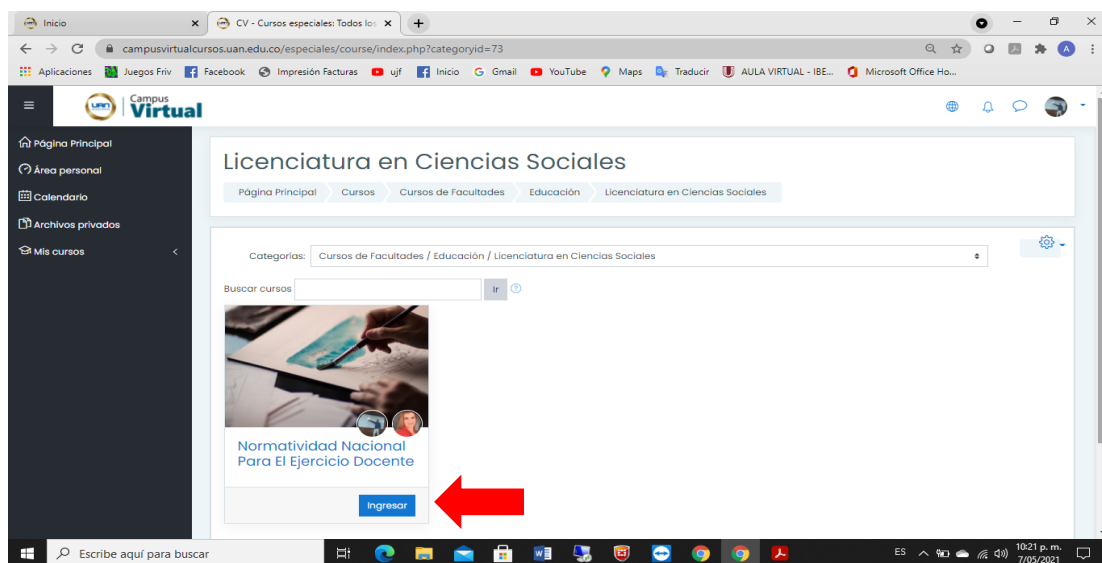 Inicio
CV - Cursos especiales: Todos los
campusvirtualcursos.uan.edu.co/especiales/course/index.php?categoryid=73
A
Aplicaciones Juegos Friv Facebook Impresión Facturas ujf Inicio Gmail YouTube Maps Traducir AULA VIRTUAL - IBE... Microsoft Office Ho...
UAN Campus
Virtual
Página Principal
Área personal
Calendario
Archivos privados
Mis cursos
Licenciatura en Ciencias Sociales
Página Principal Cursos Cursos de Facultades Educación Licenciatura en Ciencias Sociales
Categorías: Cursos de Facultades / Educación / Licenciatura en Ciencias Sociales
Buscar cursos Ir
Normatividad Nacional
Para El Ejercicio Docente
Ingresar
Escribe aquí para buscar
ES 10:21 p. m.
7/05/2021